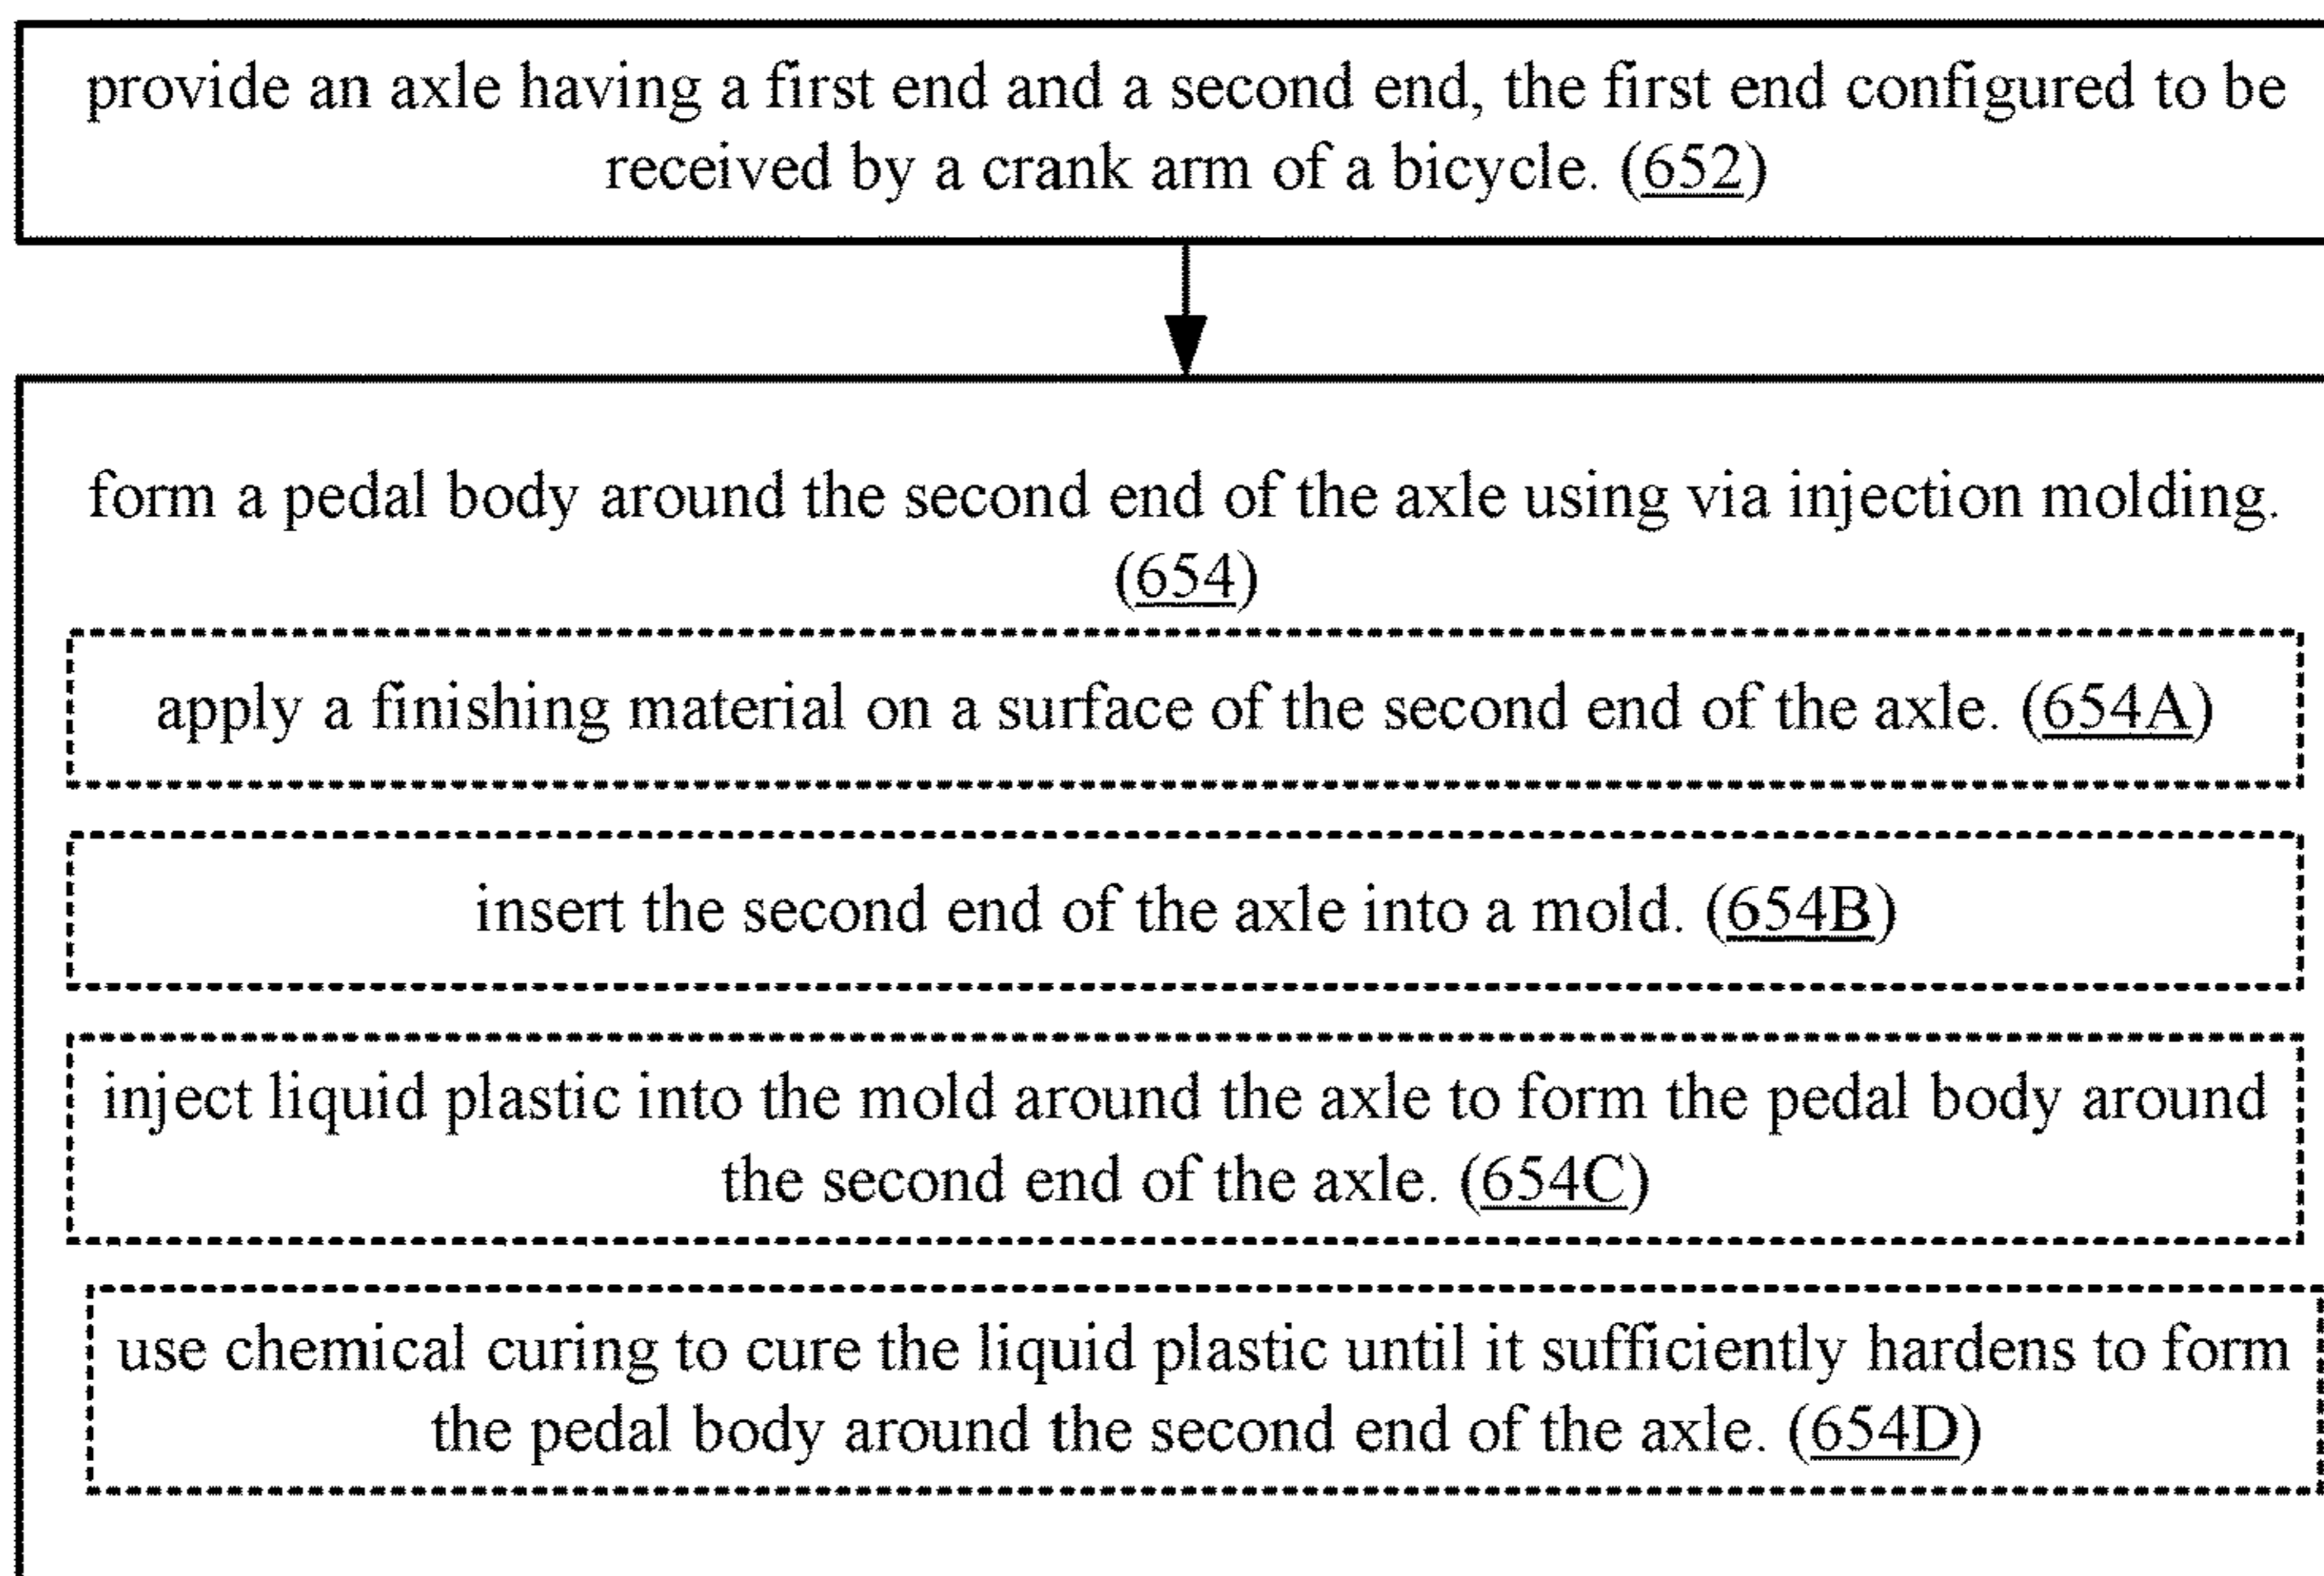 provide an axle having a first end and a second end, the first end configured to be
received by a crank arm of a bicycle. (652)
form a pedal body around the second end of the axle using via injection molding.
(654)
apply a finishing material on a surface of the second end of the axle. (654A)
insert the second end of the axle into a mold. (654B)
inject liquid plastic into the mold around the axle to form the pedal body around
the second end of the axle. (654C)
use chemical curing to cure the liquid plastic until it sufficiently hardens to form
the pedal body around the second end of the axle. (654D)